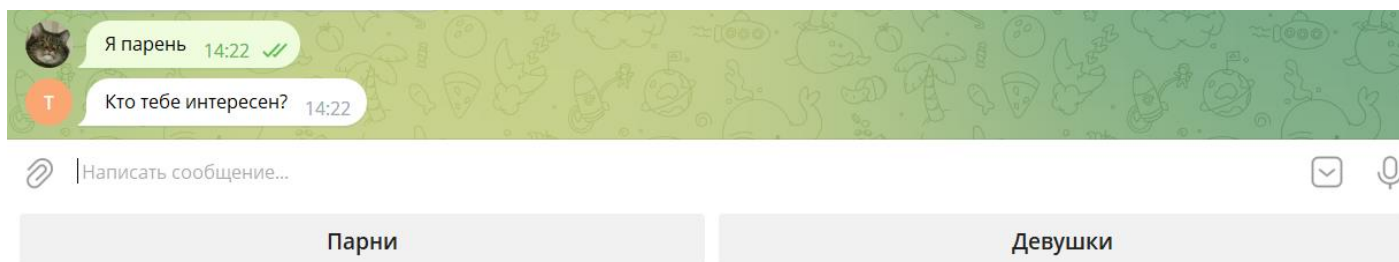 Я парень 14:22
Т
Кто тебе интересен? 14:22
Написать сообщение...
Парни
Девушки